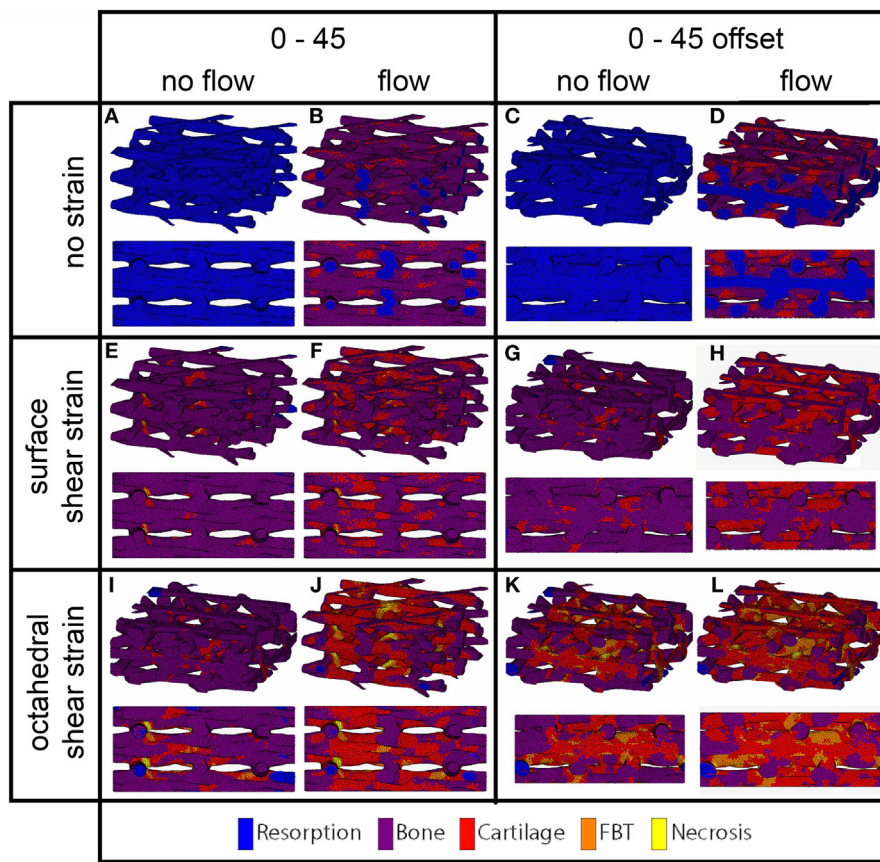 0 - 45
0 - 45 offset
no flow
flow
no flow
flow
no strain
A
B
C
D
surface
shear strain
E
F
G
H
octahedral
shear strain
I
J
K
L
Resorption
Bone
Cartilage
FBT
Necrosis